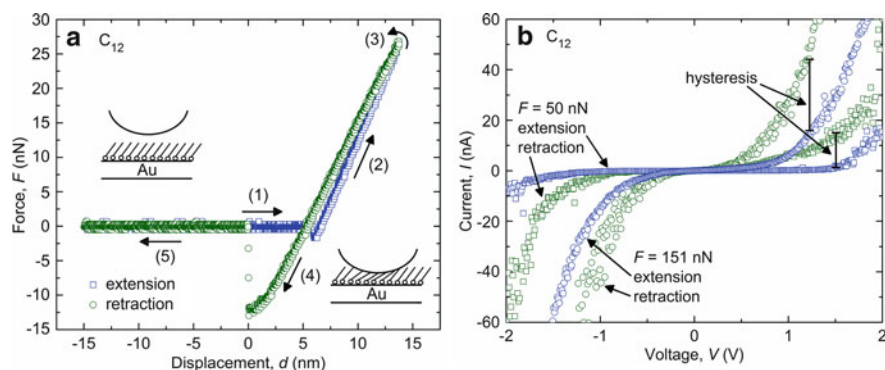 a
C12
(3)
30
25
20
15
10
5
0
-5
-10
-15
Force, F (nN)
Au
(1)
(2)
(5)
(4)
extension
retraction
Au
-15
-10
-5
0
5
10
15
Displacement, d (nm)
b
C12
60
40
20
0
-20
-40
-60
Current, I (nA)
hysteresis
F = 50 nN
extension
retraction
F = 151 nN
extension
retraction
-2
-1
0
1
2
Voltage, V (V)